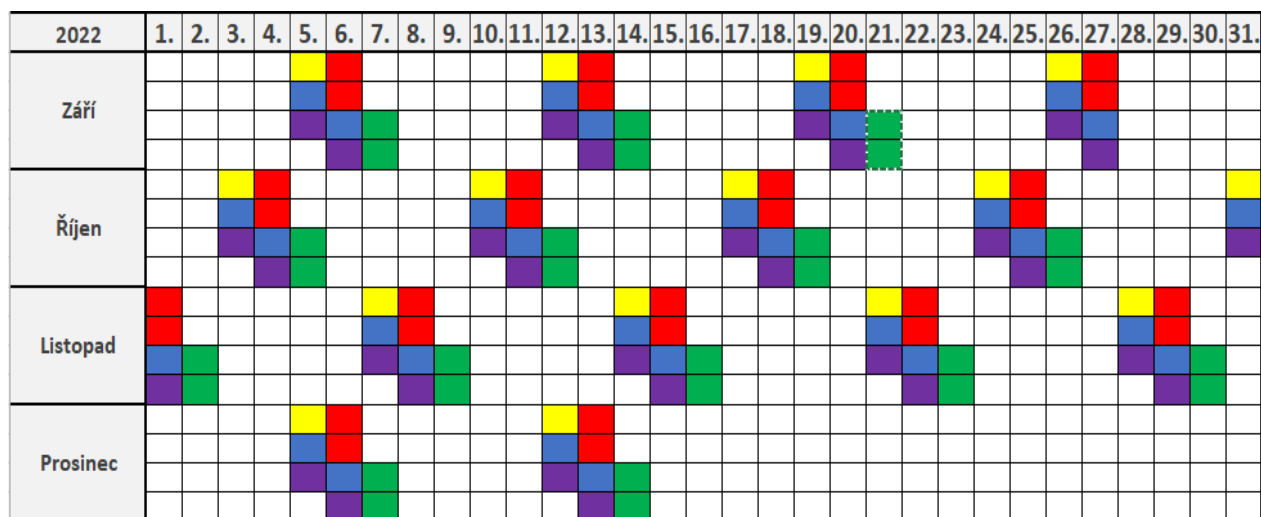 2022 1. 2. 3. 4. 5. 6. 7. 8. 9. 10. 11. 12. 13. 14. 15. 16. 17. 18. 19. 20. 21. 22. 23. 24. 25. 26. 27. 28. 29. 30. 31.
Září
Říjen
Listopad
Prosinec